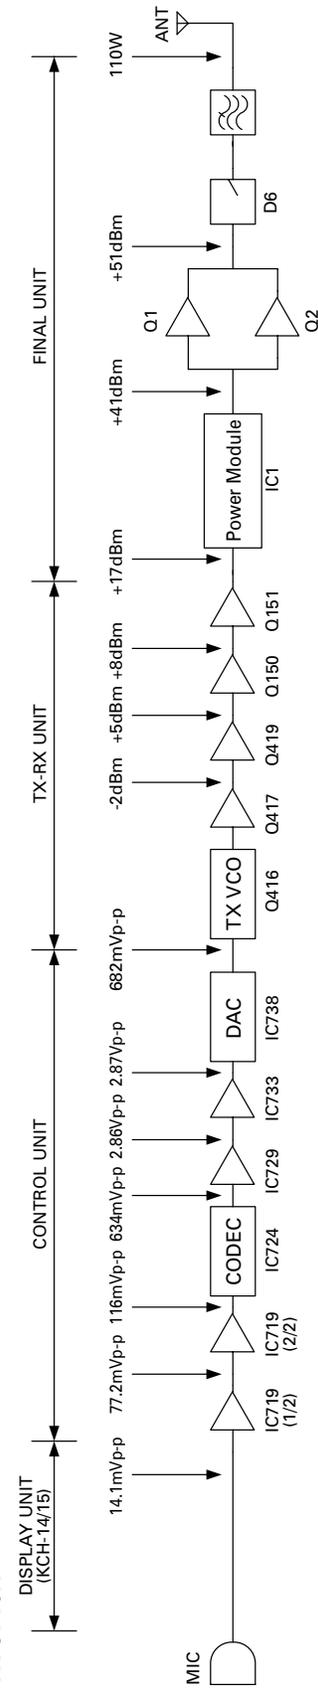 DISPLAY UNIT
(KCH-14/15)
CONTROL UNIT
TX-RX UNIT
FINAL UNIT
14.1mVp-p
77.2mVp-p
116mVp-p
634mVp-p
2.86Vp-p
2.87Vp-p
682mVp-p
-2dBm
+5dBm
+8dBm
+17dBm
+41dBm
+51dBm
110W
ANT
MIC
IC719
(1/2)
IC719
(2/2)
CODEC
IC724
IC729
IC733
DAC
IC738
TX VCO
Q416
Q417
Q419
Q150
Q151
Power Module
IC1
Q1
Q2
D6